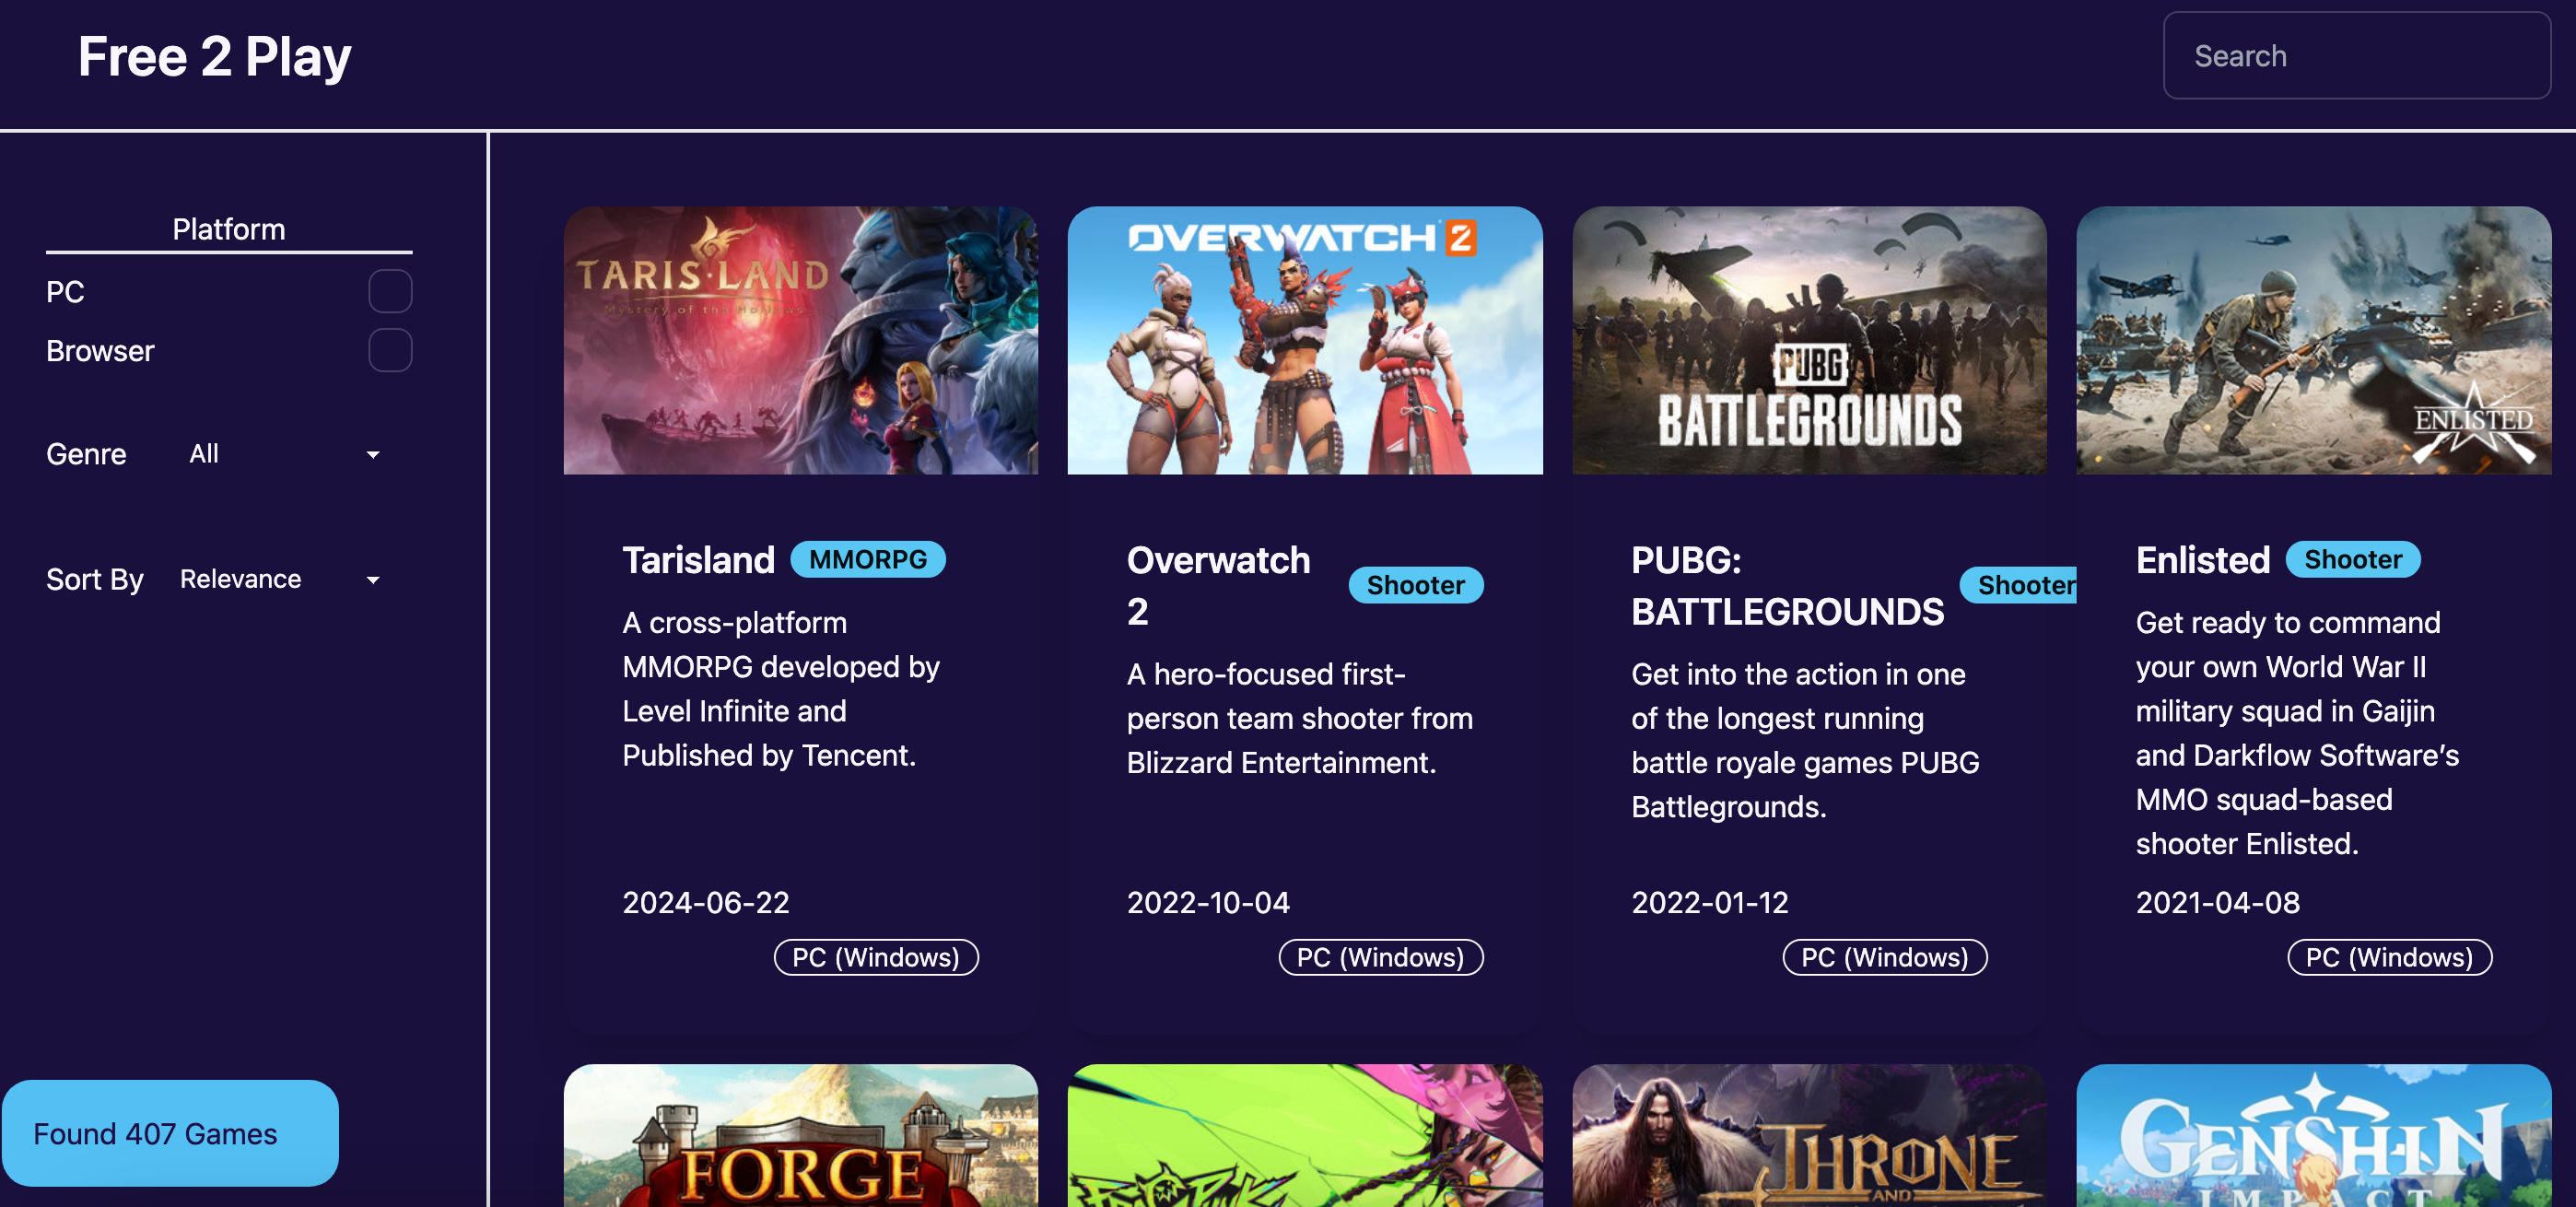 Free 2 Play
Search
Platform
PC
Browser
Genre All
Sort By Relevance
Found 407 Games
TARISLAND
Mystery of the Hollows
Tarisland MMORPG
A cross-platform
MMORPG developed by
Level Infinite and
Published by Tencent.
2024-06-22
PC (Windows)
OVERWATCH 2
Overwatch
2
Shooter
A hero-focused first-
person team shooter from
Blizzard Entertainment.
2022-10-04
PC (Windows)
PUBG
BATTLEGROUNDS
PUBG:
BATTLEGROUNDS
Shooter
Get into the action in one
of the longest running
battle royale games PUBG
Battlegrounds.
2022-01-12
PC (Windows)
ENLISTED
Enlisted Shooter
Get ready to command
your own World War II
military squad in Gaijin
and Darkflow Software’s
MMO squad-based
shooter Enlisted.
2021-04-08
PC (Windows)
FORGE
THRONE
AND
GENSHIN
IMPACT